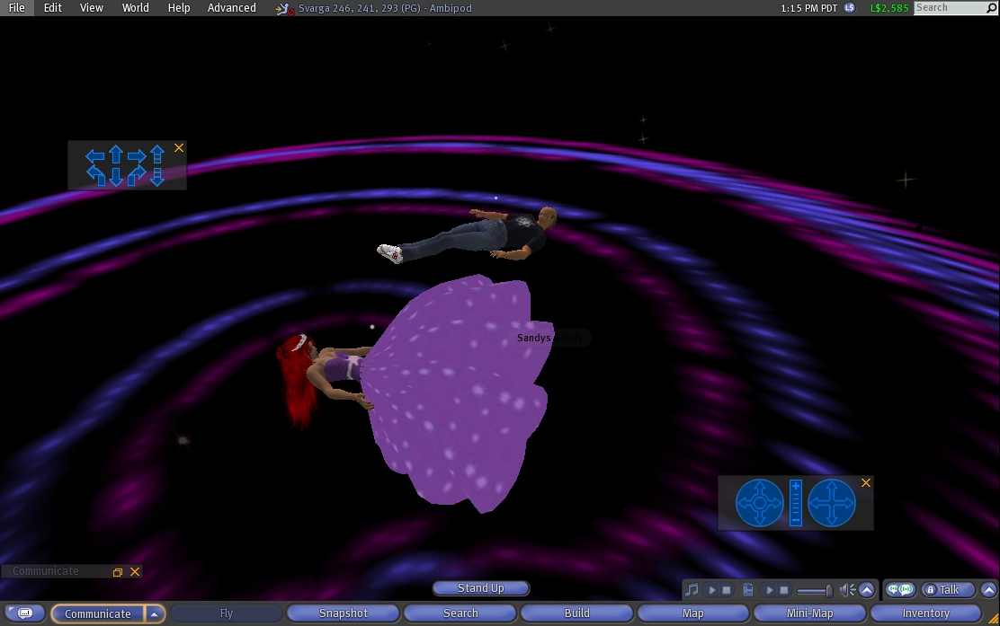 File Edit View World Help Advanced Svarga 246, 241, 293 (PG) - Ambipod 1:15 PM PDT L$ L$2,585 Search
Sandys
Communicate
Stand Up
Talk
Communicate Fly Snapshot Search Build Map Mini-Map Inventory